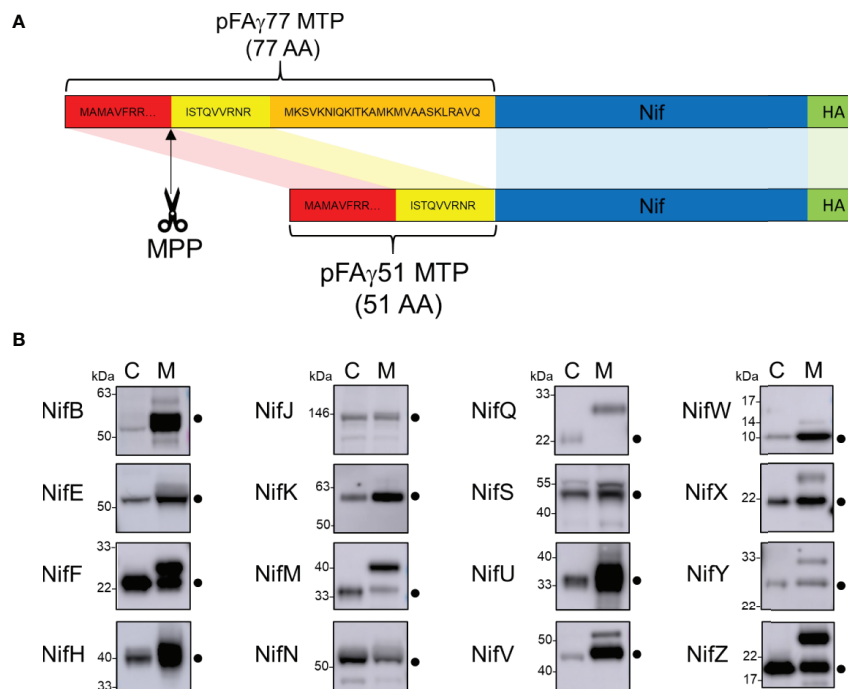 A
pFAγ77 MTP
(77 AA)
MAMAVFRR... ISTQVVRNR MKSVKNIQKITKAMKMVAASKLRAVQ Nif HA
MAMAVFRR... ISTQVVRNR Nif HA
MPP
pFAγ51 MTP
(51 AA)
B
kDa C M kDa C M kDa C M kDa C M
NifB 63 50 NifJ 146 NifQ 33 22 NifW 17 14 10
NifE 50 NifK 63 50 NifS 55 40 NifX 22
NifF 33 22 NifM 40 33 NifU 40 33 NifY 33 22
NifH 40 33 NifN 50 NifV 50 40 NifZ 22 17